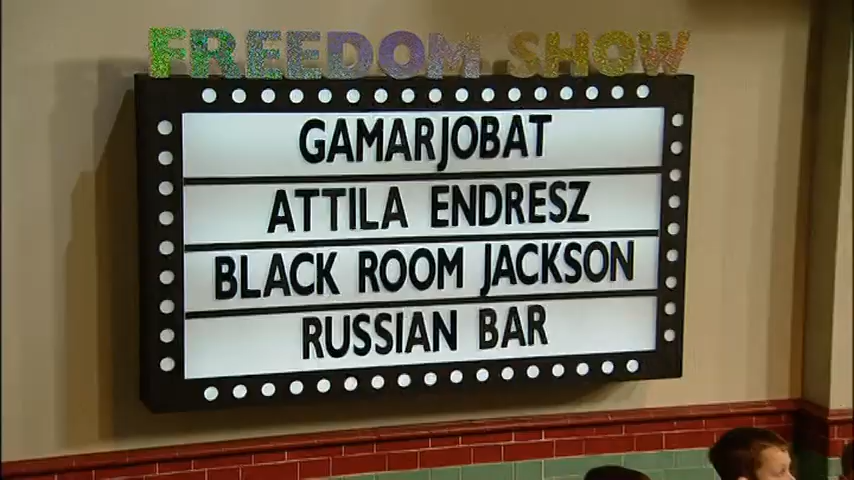 FREEDOM SHOW
GAMARJOBAT
ATTILA ENDRESZ
BLACK ROOM JACKSON
RUSSIAN BAR